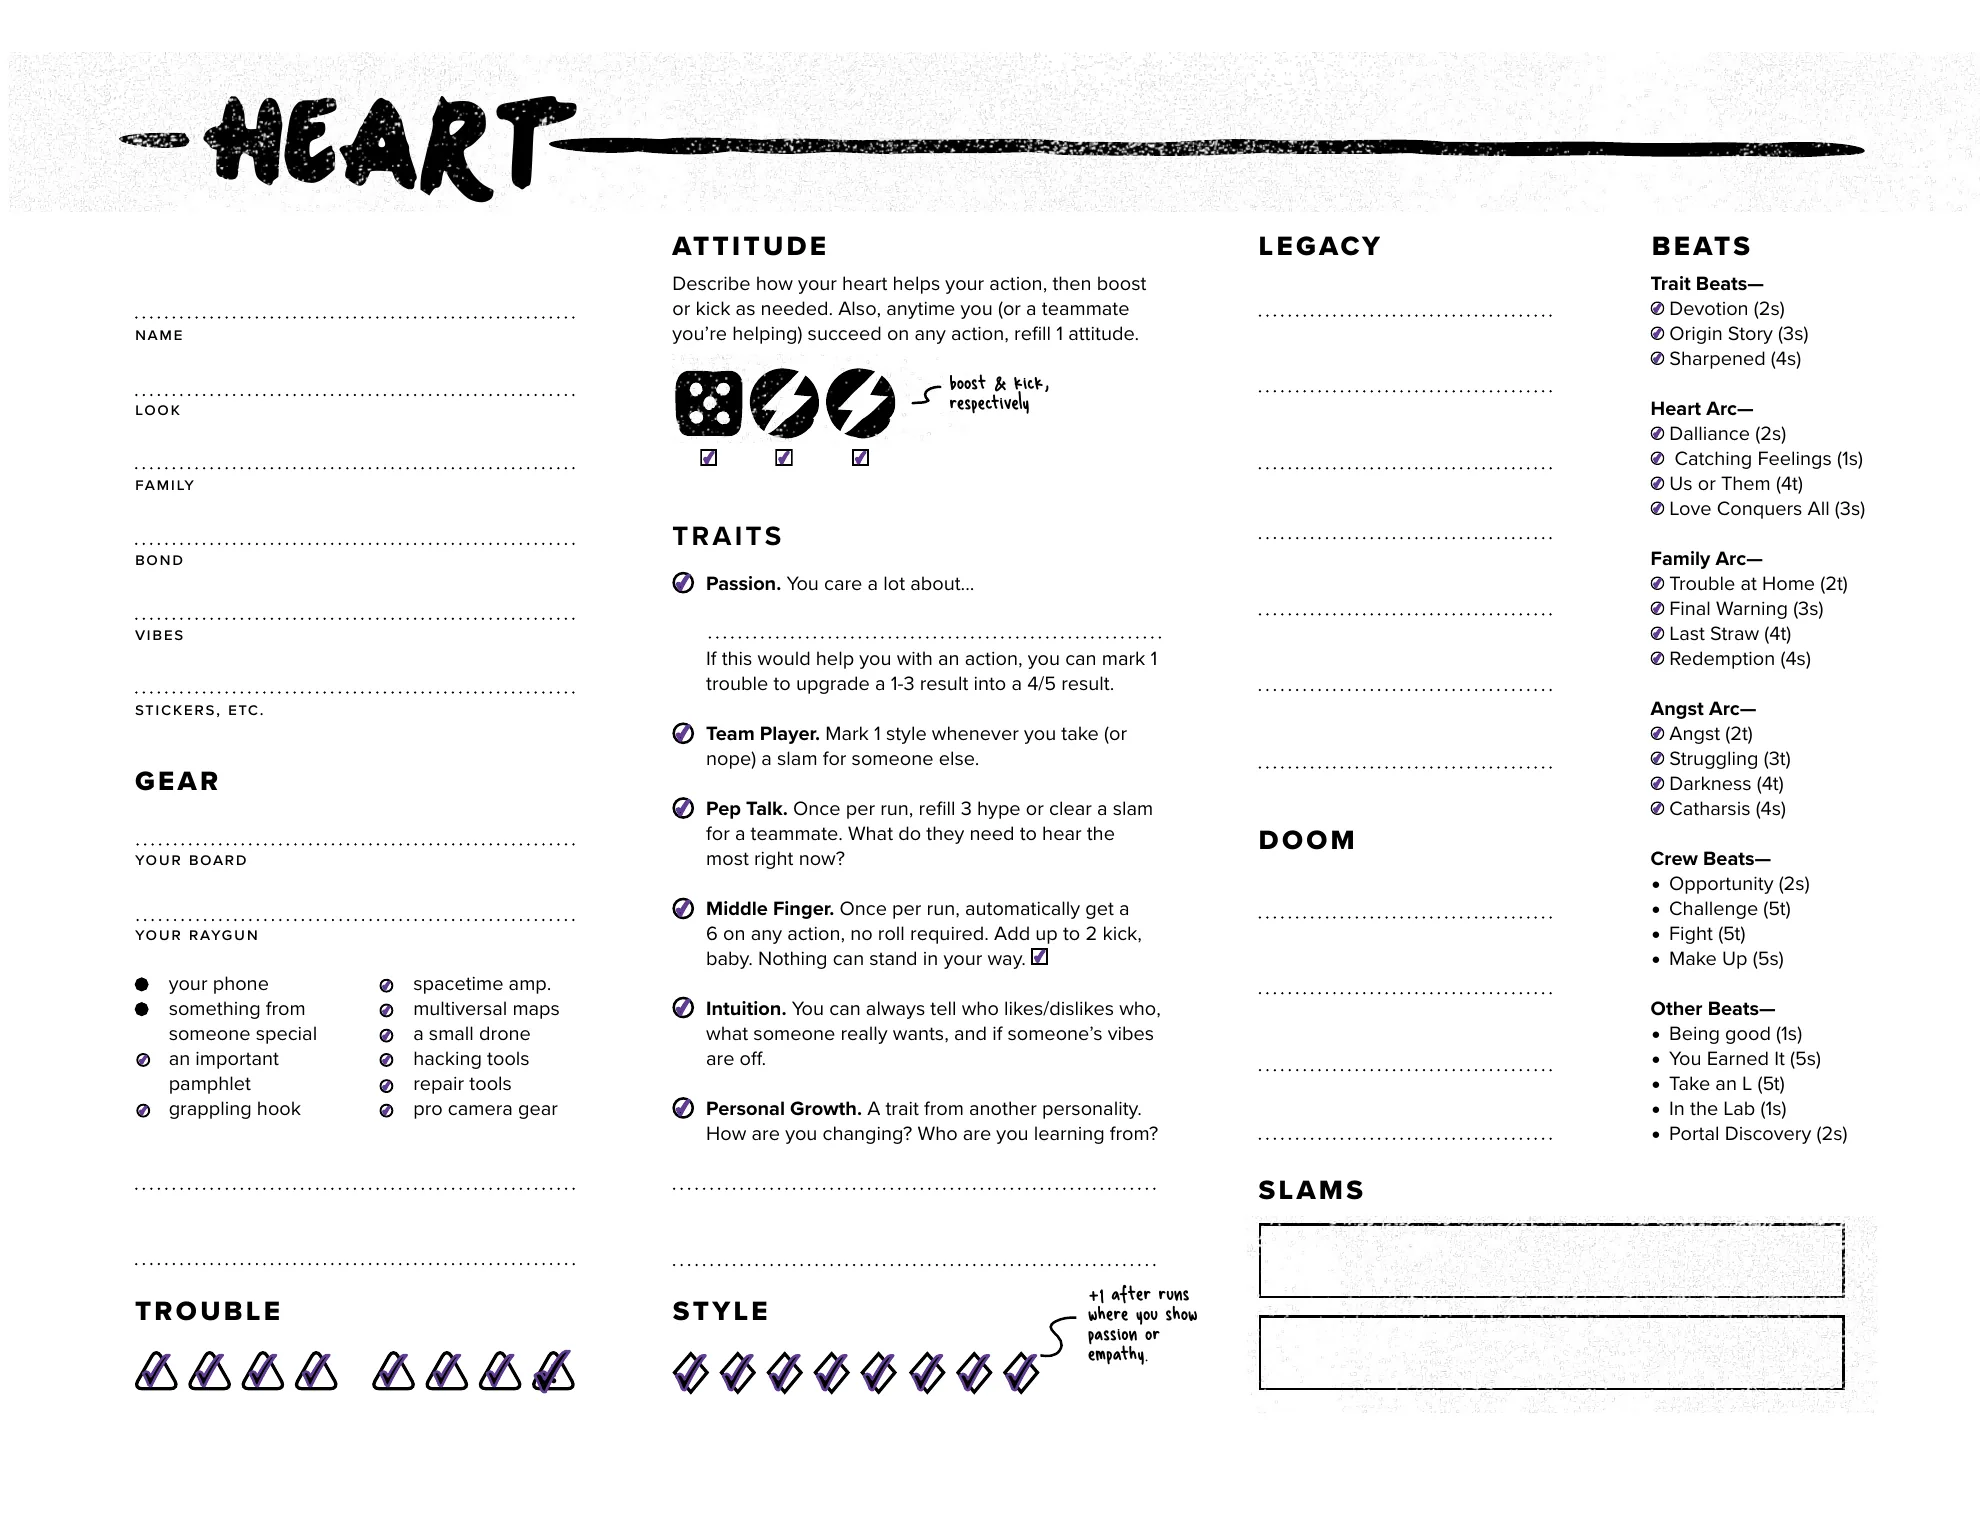 HEART
NAME
LOOK
FAMILY
BOND
VIBES
STICKERS, ETC.
GEAR
YOUR BOARD
YOUR RAYGUN
your phone
something from
someone special
an important
pamphlet
grappling hook
spacetime amp.
multiversal maps
a small drone
hacking tools
repair tools
pro camera gear
TROUBLE
ATTITUDE
Describe how your heart helps your action, then boost
or kick as needed. Also, anytime you (or a teammate
you’re helping) succeed on any action, refill 1 attitude.
boost & kick,
respectively
TRAITS
Passion. You care a lot about...
If this would help you with an action, you can mark 1
trouble to upgrade a 1-3 result into a 4/5 result.
Team Player. Mark 1 style whenever you take (or
nope) a slam for someone else.
Pep Talk. Once per run, refill 3 hype or clear a slam
for a teammate. What do they need to hear the
most right now?
Middle Finger. Once per run, automatically get a
6 on any action, no roll required. Add up to 2 kick,
baby. Nothing can stand in your way.
Intuition. You can always tell who likes/dislikes who,
what someone really wants, and if someone’s vibes
are off.
Personal Growth. A trait from another personality.
How are you changing? Who are you learning from?
STYLE
+1 after runs
where you show
passion or
empathy.
LEGACY
DOOM
SLAMS
BEATS
Trait Beats—
Devotion (2s)
Origin Story (3s)
Sharpened (4s)
Heart Arc—
Dalliance (2s)
Catching Feelings (1s)
Us or Them (4t)
Love Conquers All (3s)
Family Arc—
Trouble at Home (2t)
Final Warning (3s)
Last Straw (4t)
Redemption (4s)
Angst Arc—
Angst (2t)
Struggling (3t)
Darkness (4t)
Catharsis (4s)
Crew Beats—
• Opportunity (2s)
• Challenge (5t)
• Fight (5t)
• Make Up (5s)
Other Beats—
• Being good (1s)
• You Earned It (5s)
• Take an L (5t)
• In the Lab (1s)
• Portal Discovery (2s)